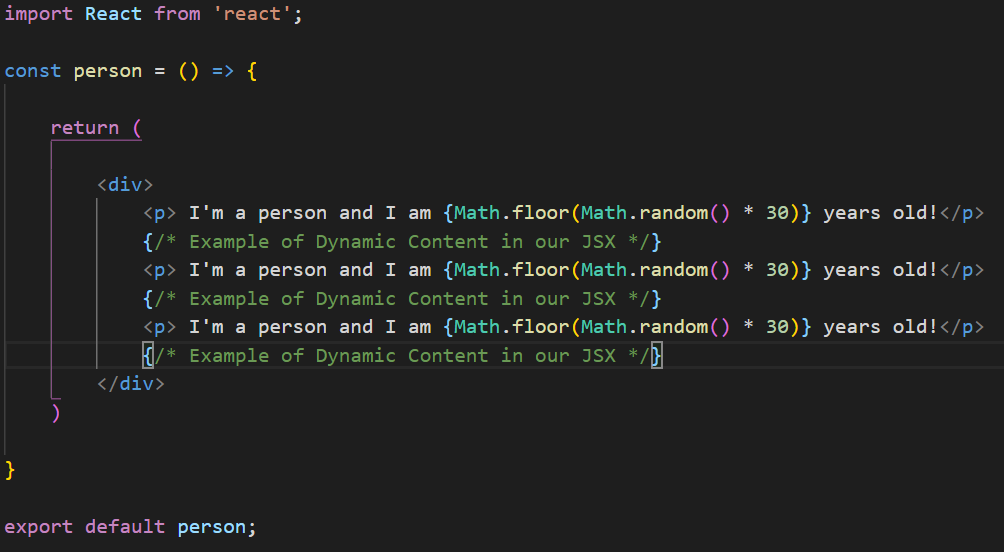 import React from 'react';
const person = () => {
return (
<div>
<p> I'm a person and I am {Math.floor(Math.random() * 30)} years old!</p>
{/* Example of Dynamic Content in our JSX */}
<p> I'm a person and I am {Math.floor(Math.random() * 30)} years old!</p>
{/* Example of Dynamic Content in our JSX */}
<p> I'm a person and I am {Math.floor(Math.random() * 30)} years old!</p>
{/* Example of Dynamic Content in our JSX */}
</div>
)
}
export default person;